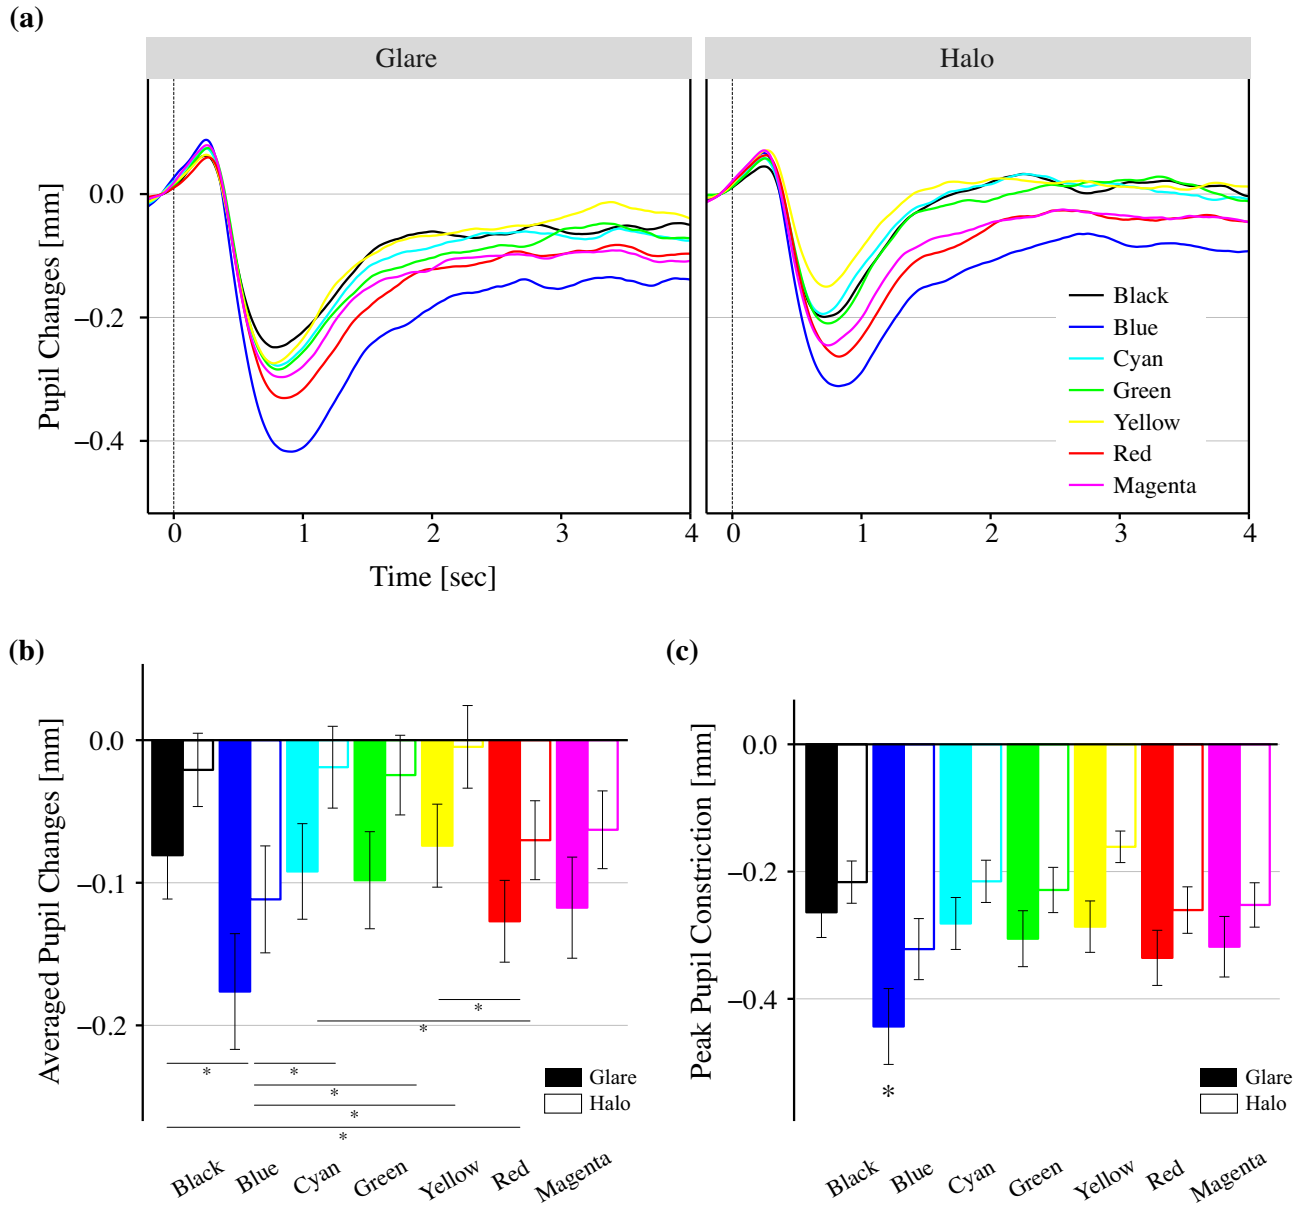 (a)
Glare Halo
0.0
−0.2
−0.4
Pupil Changes [mm]
Black
Blue
Cyan
Green
Yellow
Red
Magenta
0 1 2 3 4 0 1 2 3 4
Time [sec]
(b) (c)
0.0
−0.1
−0.2
Averaged Pupil Changes [mm]
*
*
* *
*
*
*
Glare
Halo
Black Blue Cyan Green Yellow Red Magenta
0.0
−0.2
−0.4
Peak Pupil Constriction [mm]
*
Glare
Halo
Black Blue Cyan Green Yellow Red Magenta